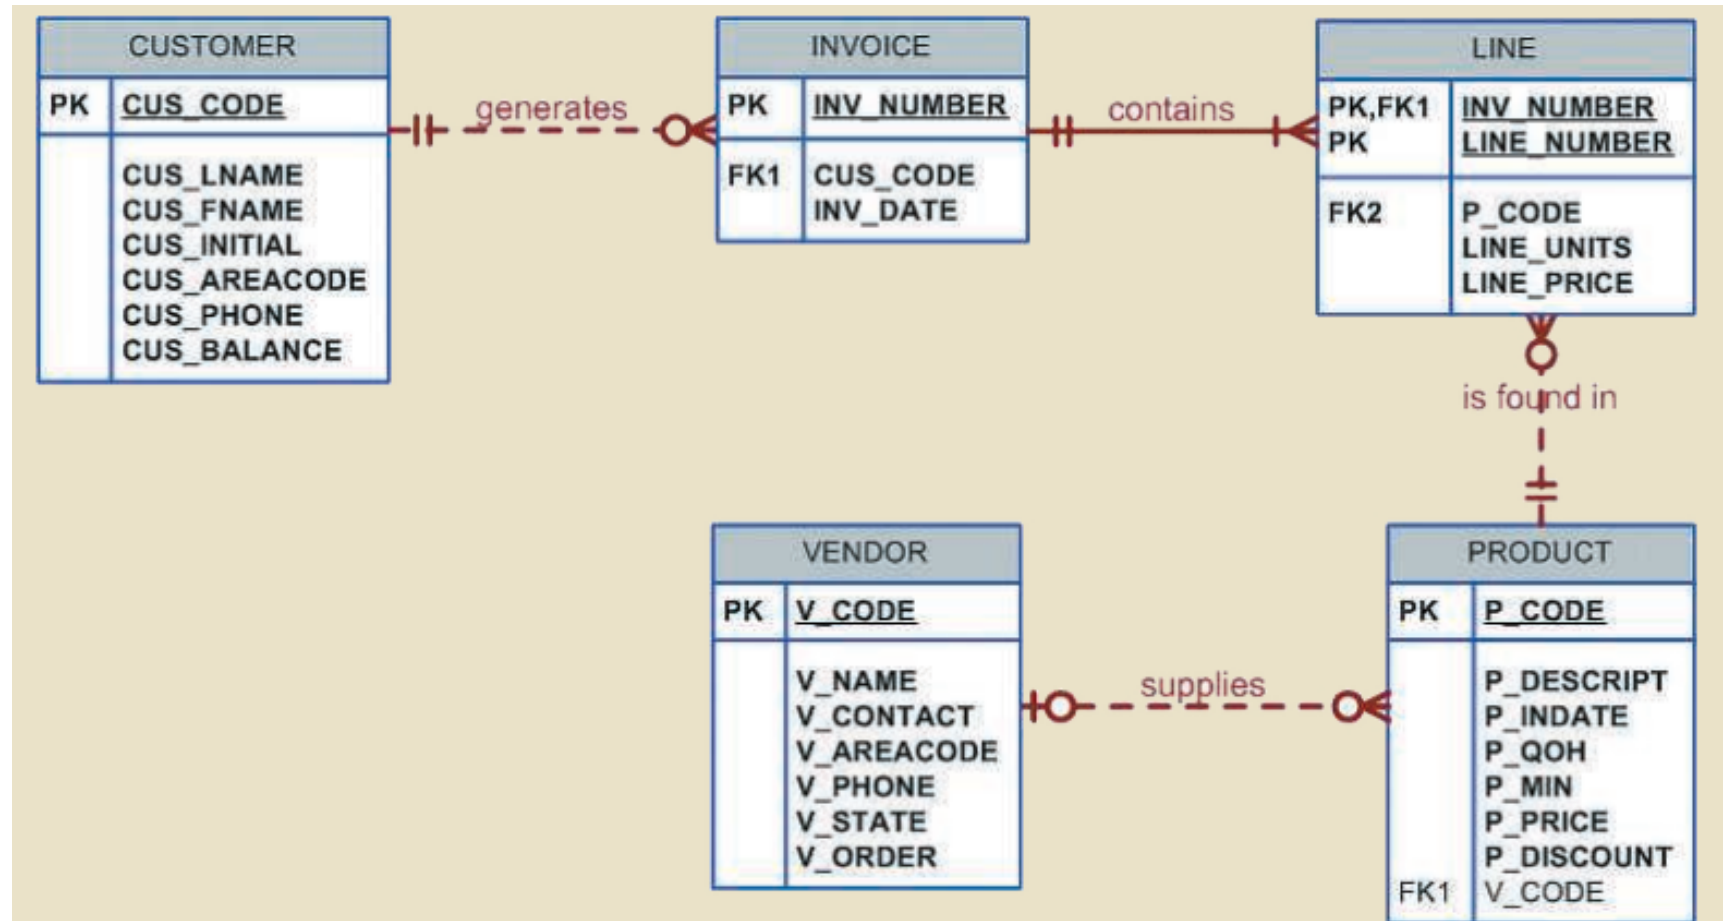 CUSTOMER
PK CUS_CODE
CUS_LNAME
CUS_FNAME
CUS_INITIAL
CUS_AREACODE
CUS_PHONE
CUS_BALANCE
generates
INVOICE
PK INV_NUMBER
FK1 CUS_CODE
INV_DATE
contains
LINE
PK,FK1 INV_NUMBER
PK LINE_NUMBER
FK2 P_CODE
LINE_UNITS
LINE_PRICE
is found in
VENDOR
PK V_CODE
V_NAME
V_CONTACT
V_AREACODE
V_PHONE
V_STATE
V_ORDER
supplies
PRODUCT
PK P_CODE
P_DESCRIPT
P_INDATE
P_QOH
P_MIN
P_PRICE
P_DISCOUNT
FK1 V_CODE